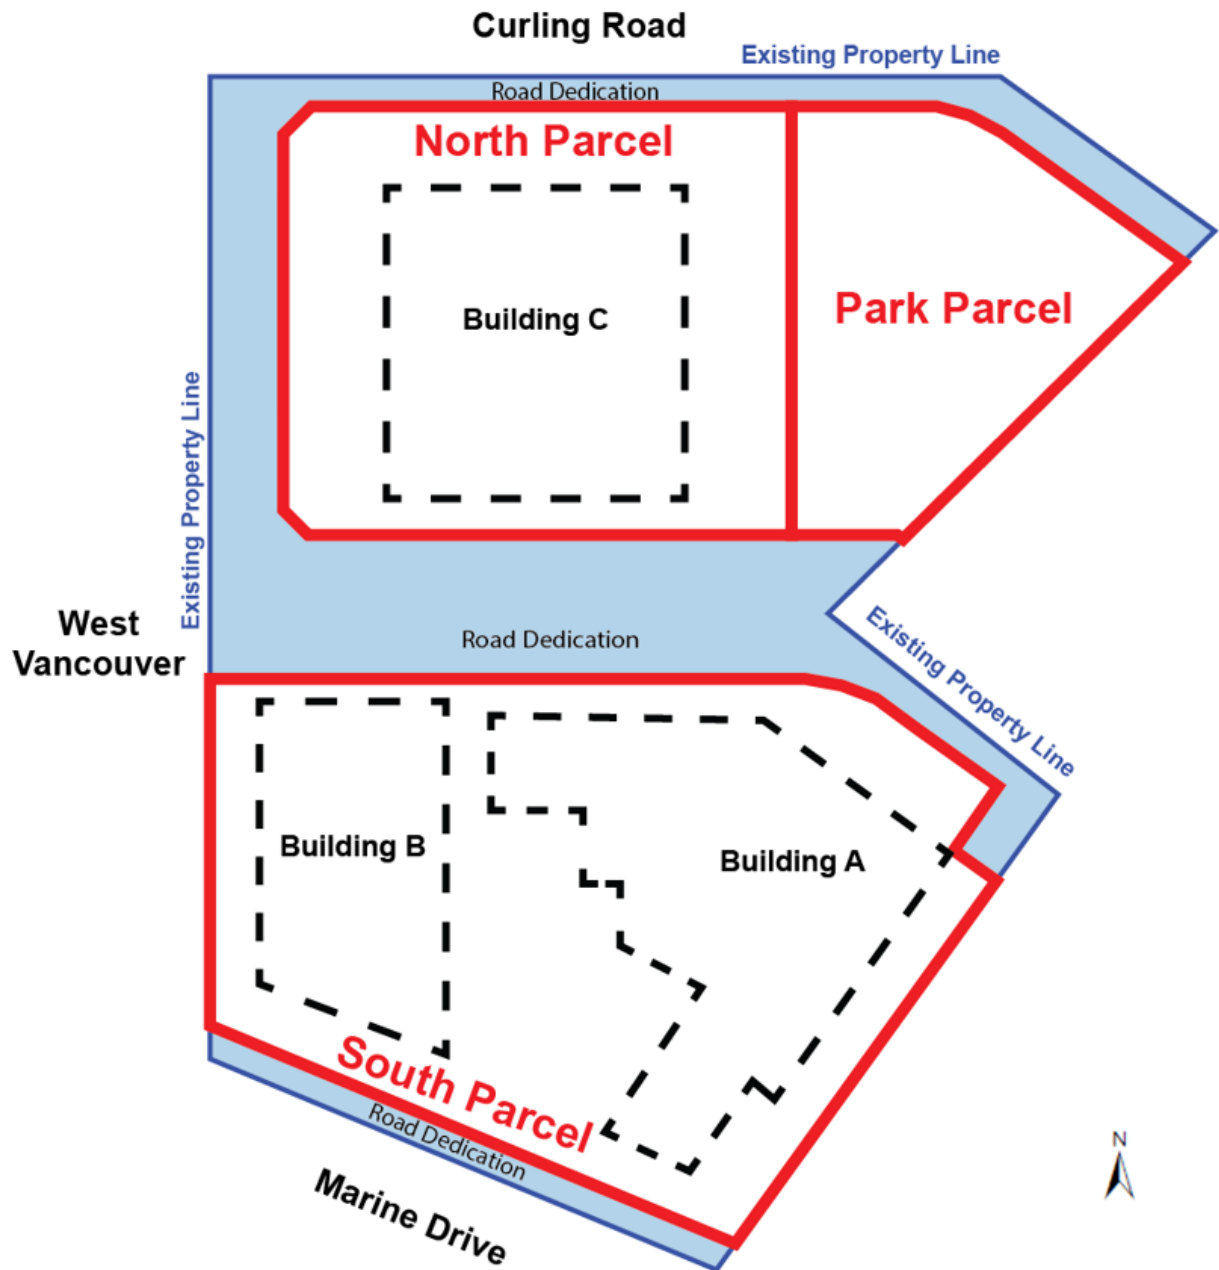 Curling Road
Existing Property Line
Road Dedication
North Parcel
Building C
Park Parcel
Existing Property Line
West
Vancouver
Road Dedication
Existing Property Line
Building B
Building A
South Parcel
Road Dedication
Marine Drive
N